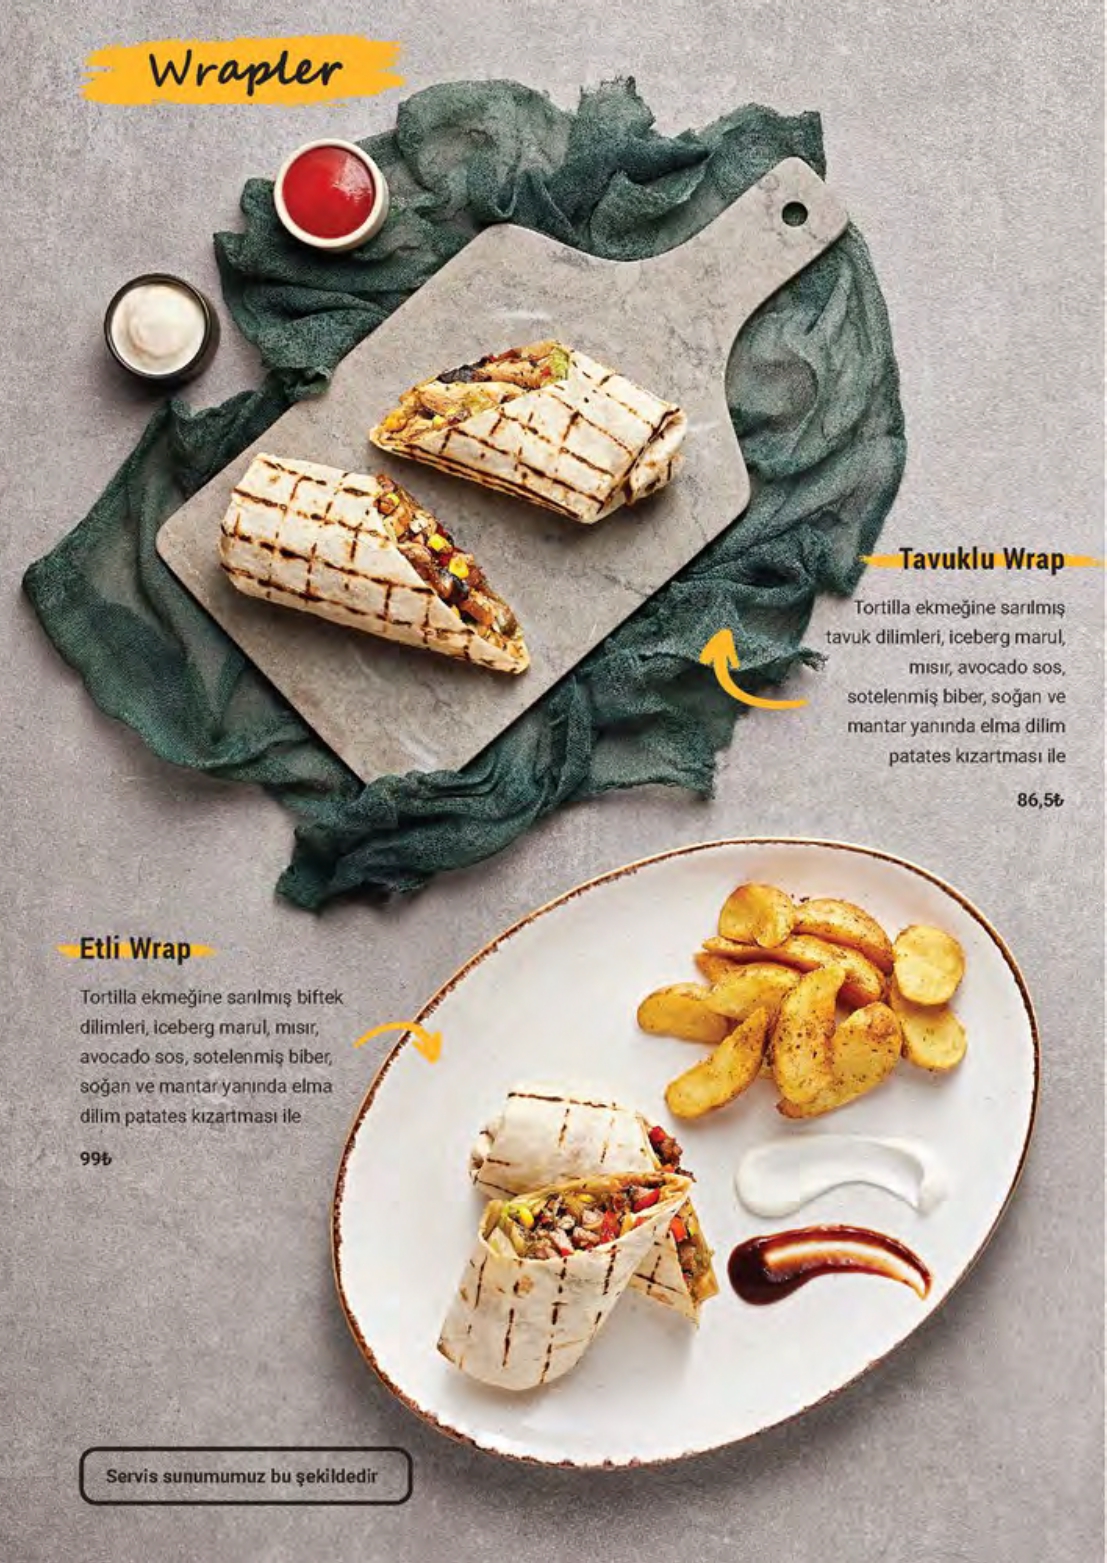 Wrapler
Tavuklu Wrap
Tortilla ekmeğine sarılmış
tavuk dilimleri, iceberg marul,
mısır, avocado sos,
sotelenmiş biber, soğan ve
mantar yanında elma dilim
patates kızartması ile
86,5₺
Etli Wrap
Tortilla ekmeğine sarılmış biftek
dilimleri, iceberg marul, mısır,
avocado sos, sotelenmiş biber,
soğan ve mantar yanında elma
dilim patates kızartması ile
99₺
Servis sunumumuz bu şekildedir